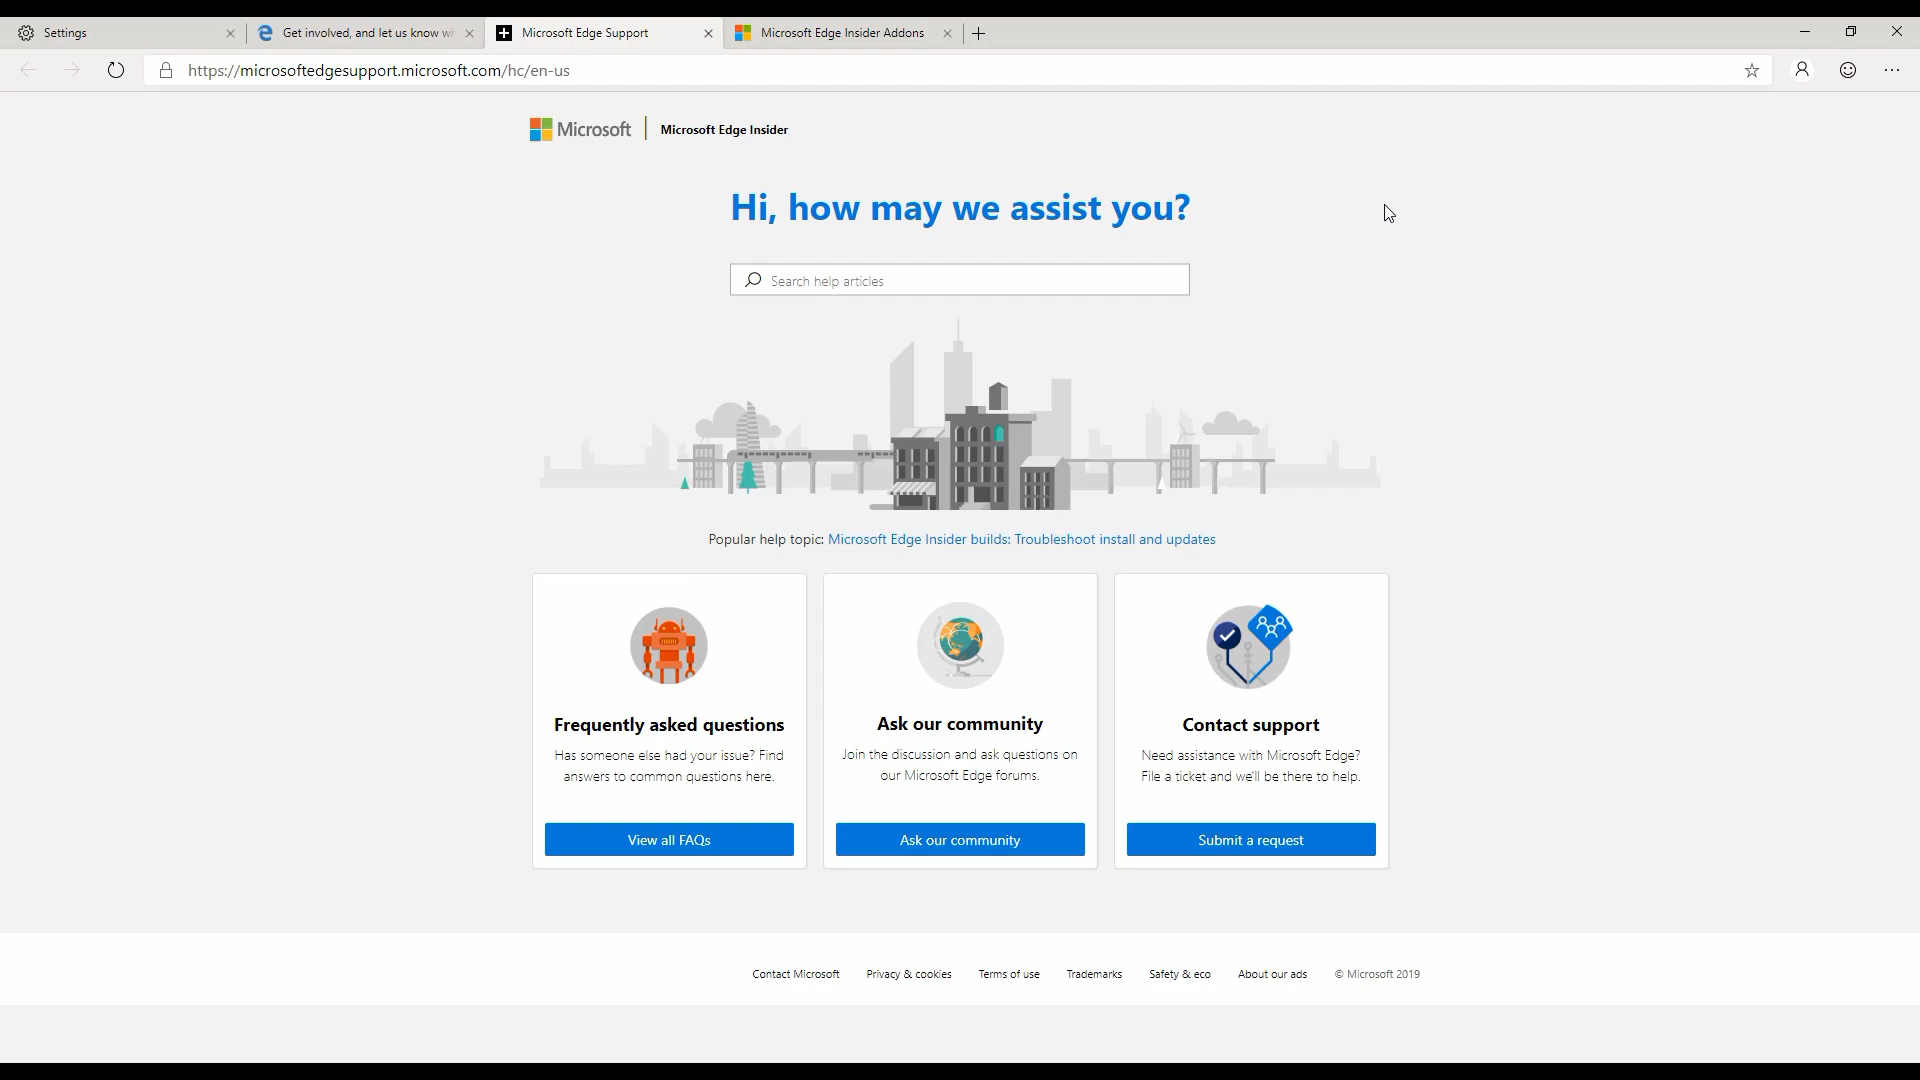 Settings
Get involved, and let us know wh
Microsoft Edge Support
Microsoft Edge Insider Addons
https://microsoftedgesupport.microsoft.com/hc/en-us
Microsoft
Microsoft Edge Insider
Hi, how may we assist you?
Search help articles
Popular help topic: Microsoft Edge Insider builds: Troubleshoot install and updates
Frequently asked questions
Has someone else had your issue? Find
answers to common questions here.
View all FAQs
Ask our community
Join the discussion and ask questions on
our Microsoft Edge forums.
Ask our community
Contact support
Need assistance with Microsoft Edge?
File a ticket and we'll be there to help.
Submit a request
Contact Microsoft
Privacy & cookies
Terms of use
Trademarks
Safety & eco
About our ads
© Microsoft 2019